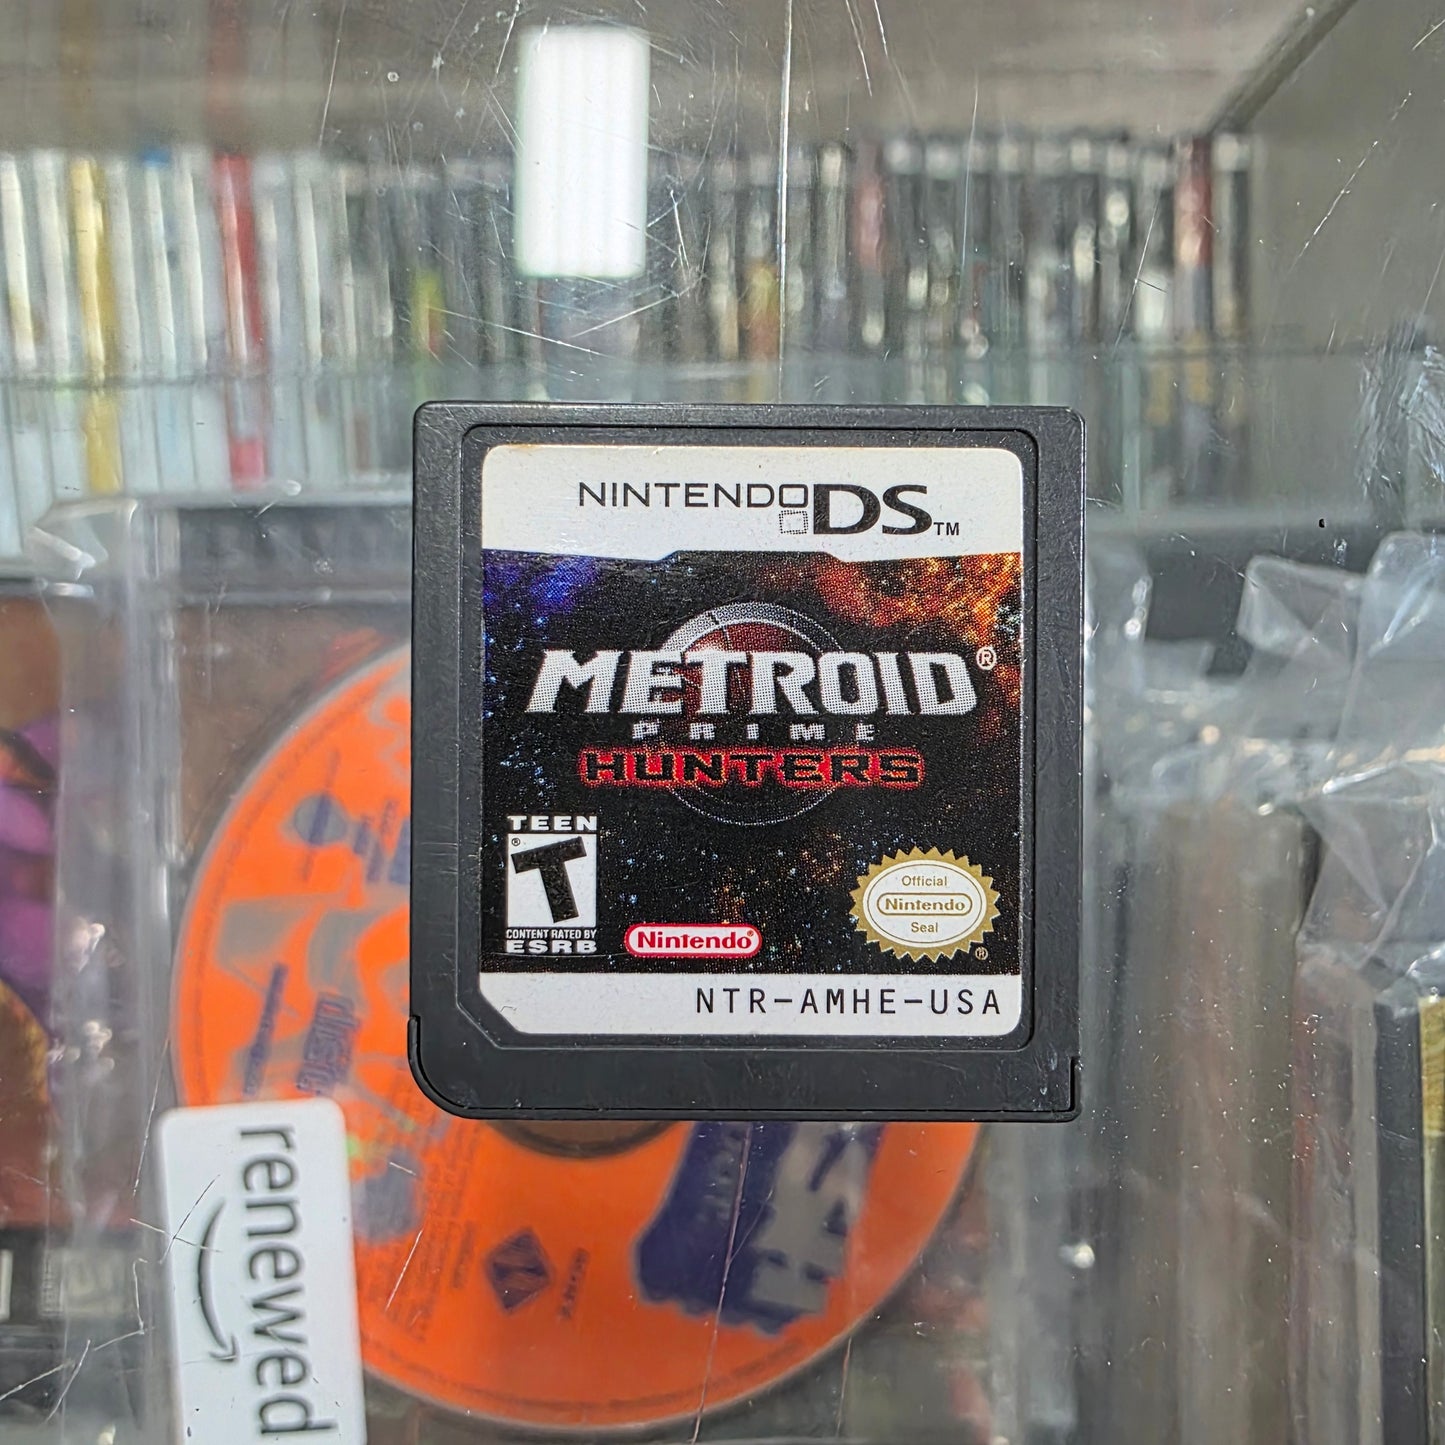 NINTENDO DS™
METROID®
PRIME
HUNTERS
TEEN
T
CONTENT RATED BY
ESRB
Nintendo®
Official
Nintendo
Seal
NTR-AMHE-USA
renewed